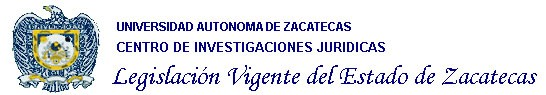 UNIVERSIDAD AUTONOMA DE ZACATECAS
CENTRO DE INVESTIGACIONES JURIDICAS
Legislación Vigente del Estado de Zacatecas